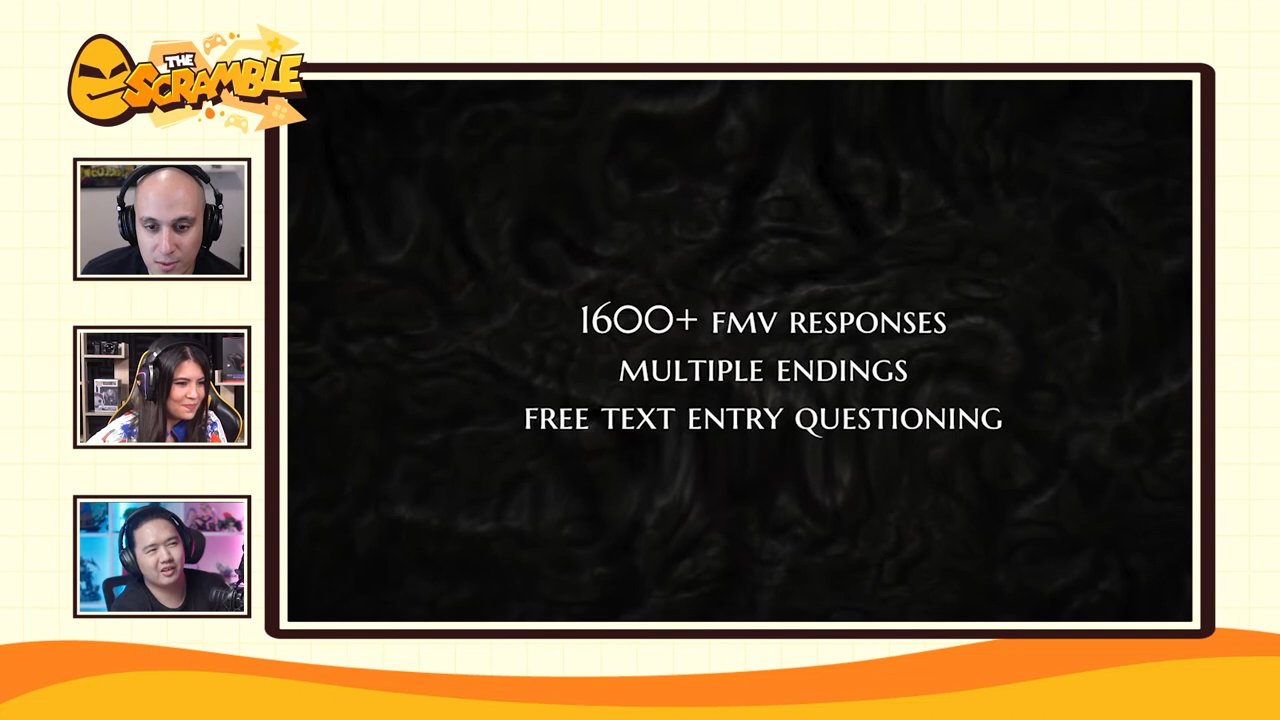 THE
SCRAMBLE
1600+ FMV RESPONSES
MULTIPLE ENDINGS
FREE TEXT ENTRY QUESTIONING